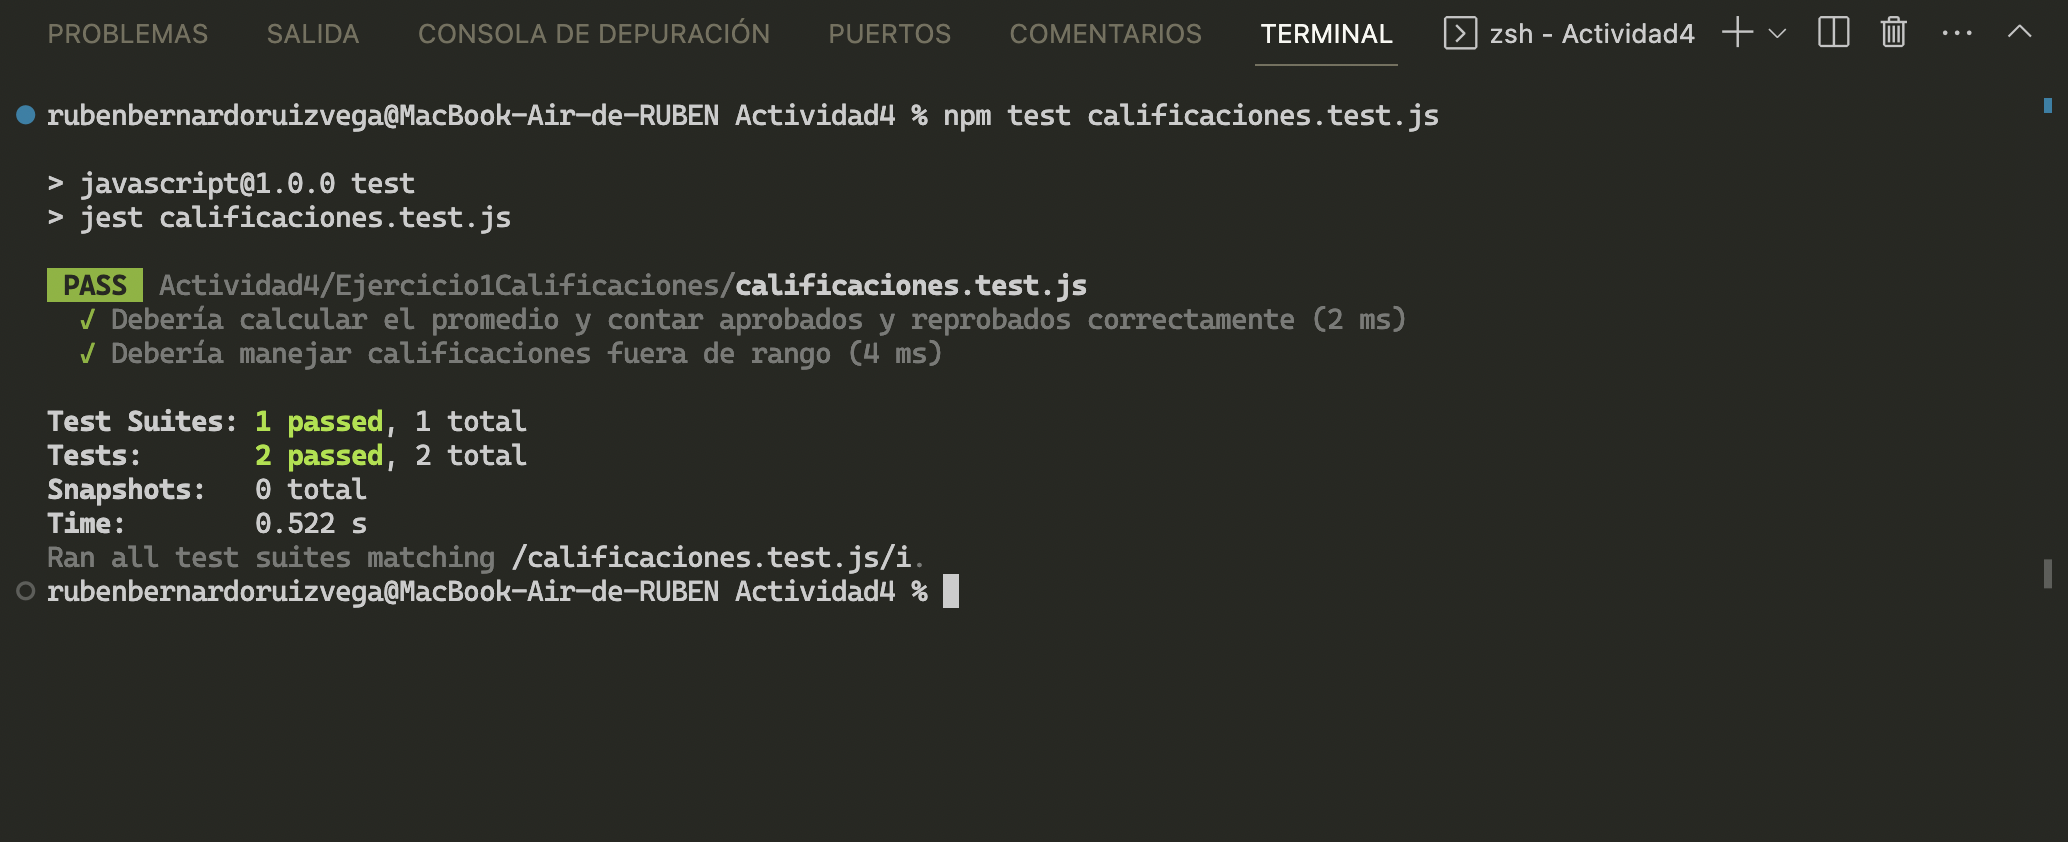 PROBLEMAS SALIDA CONSOLA DE DEPURACIÓN PUERTOS COMENTARIOS TERMINAL zsh - Actividad4
rubenbernardoruizvega@MacBook-Air-de-RUBEN Actividad4 % npm test calificaciones.test.js
> javascript@1.0.0 test
> jest calificaciones.test.js
PASS Actividad4/Ejercicio1Calificaciones/calificaciones.test.js
✓ Debería calcular el promedio y contar aprobados y reprobados correctamente (2 ms)
✓ Debería manejar calificaciones fuera de rango (4 ms)
Test Suites: 1 passed, 1 total
Tests: 2 passed, 2 total
Snapshots: 0 total
Time: 0.522 s
Ran all test suites matching /calificaciones.test.js/i.
rubenbernardoruizvega@MacBook-Air-de-RUBEN Actividad4 %